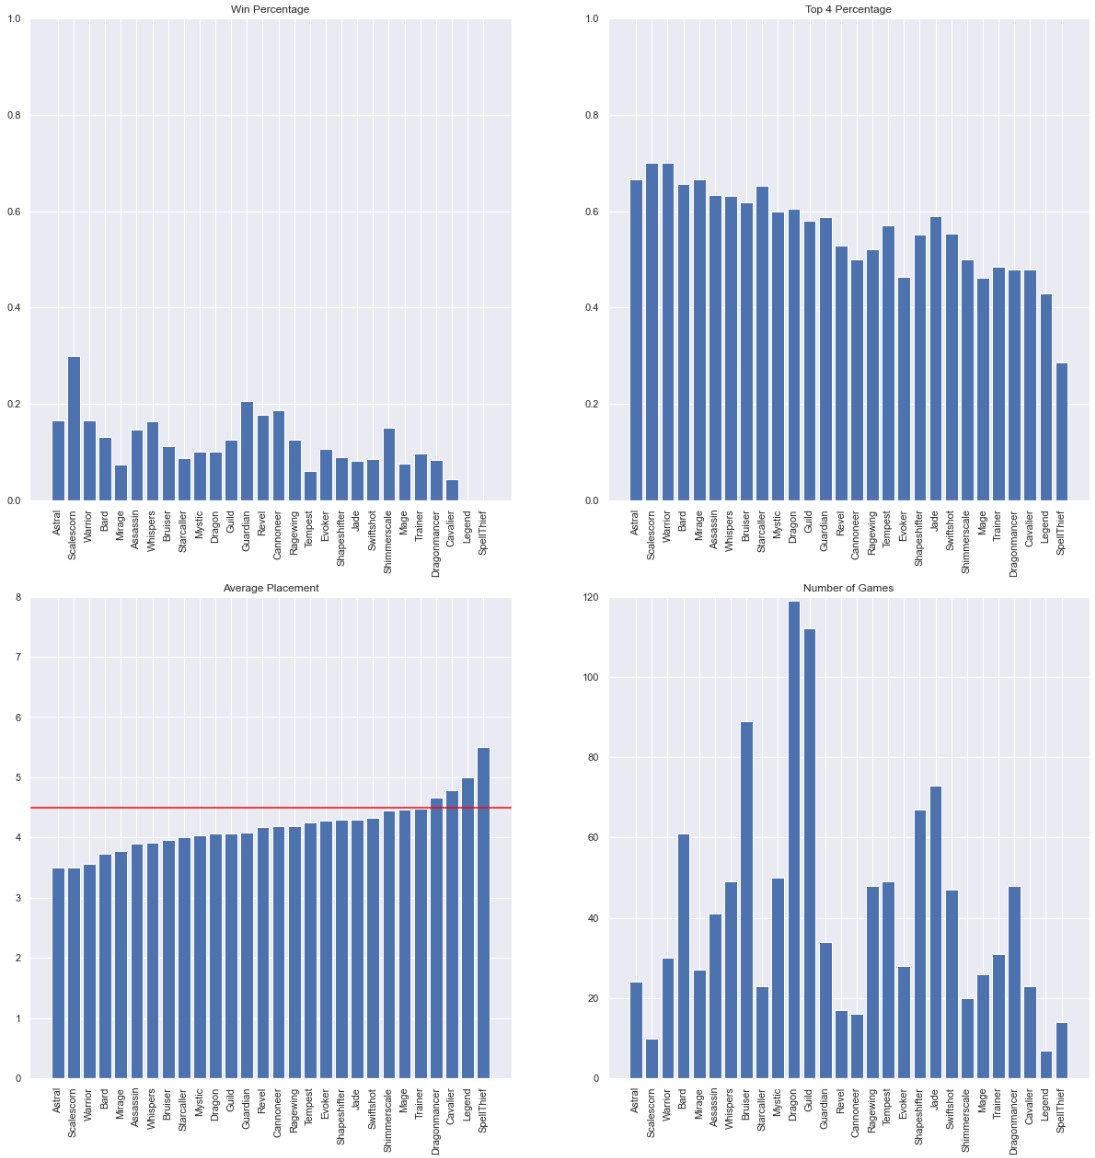 Win Percentage
1.0
0.8
0.6
0.4
0.2
0.0
Astral
Scalescorn
Warrior
Bard
Mirage
Assassin
Whispers
Bruiser
Starcaller
Mystic
Dragon
Guild
Guardian
Revel
Cannoneer
Ragewing
Tempest
Evoker
Shapeshifter
Jade
Swiftshot
Shimmerscale
Mage
Trainer
Dragonmancer
Cavalier
Legend
SpellThief
Top 4 Percentage
1.0
0.8
0.6
0.4
0.2
0.0
Astral
Scalescorn
Warrior
Bard
Mirage
Assassin
Whispers
Bruiser
Starcaller
Mystic
Dragon
Guild
Guardian
Revel
Cannoneer
Ragewing
Tempest
Evoker
Shapeshifter
Jade
Swiftshot
Shimmerscale
Mage
Trainer
Dragonmancer
Cavalier
Legend
SpellThief
Average Placement
8
7
6
5
4
3
2
1
0
Astral
Scalescorn
Warrior
Bard
Mirage
Assassin
Whispers
Bruiser
Starcaller
Mystic
Dragon
Guild
Guardian
Revel
Cannoneer
Ragewing
Tempest
Evoker
Shapeshifter
Jade
Swiftshot
Shimmerscale
Mage
Trainer
Dragonmancer
Cavalier
Legend
SpellThief
Number of Games
120
100
80
60
40
20
0
Astral
Scalescorn
Warrior
Bard
Mirage
Assassin
Whispers
Bruiser
Starcaller
Mystic
Dragon
Guild
Guardian
Revel
Cannoneer
Ragewing
Tempest
Evoker
Shapeshifter
Jade
Swiftshot
Shimmerscale
Mage
Trainer
Dragonmancer
Cavalier
Legend
SpellThief